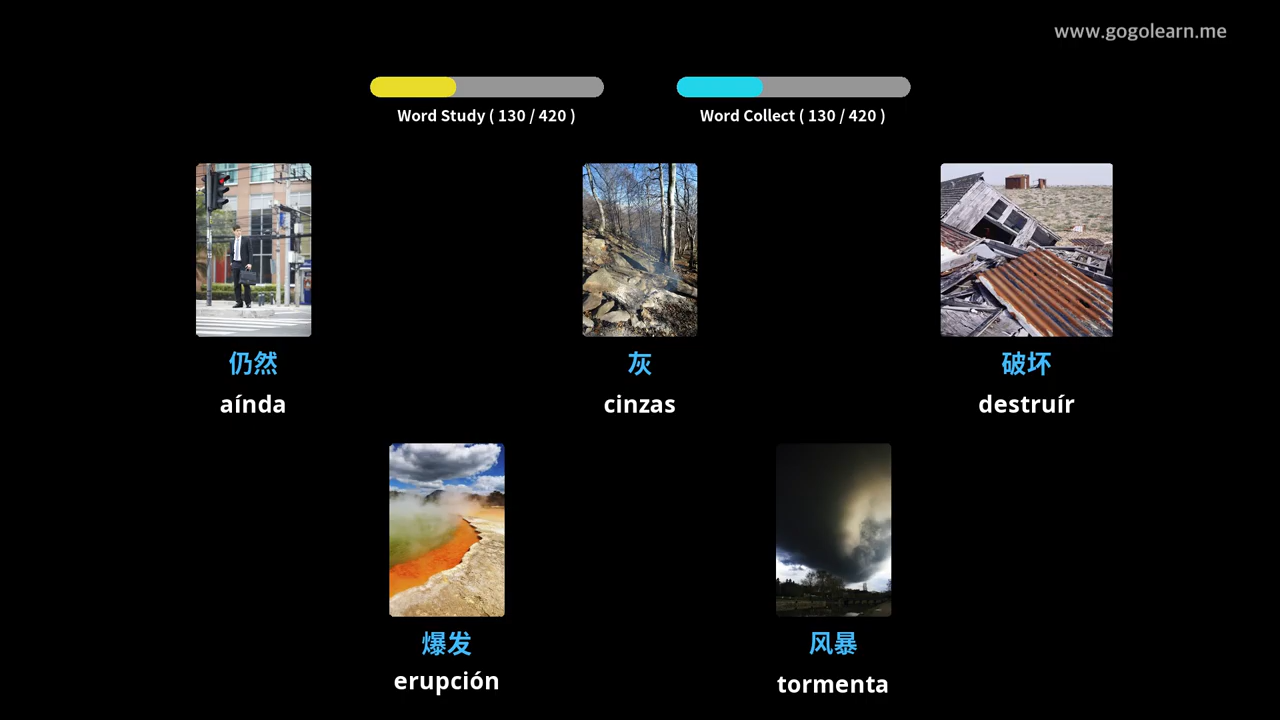 www.gogolearn.me
Word Study ( 130 / 420 )
Word Collect ( 130 / 420 )
仍然
aínda
灰
cinzas
破坏
destruír
爆发
erupción
风暴
tormenta